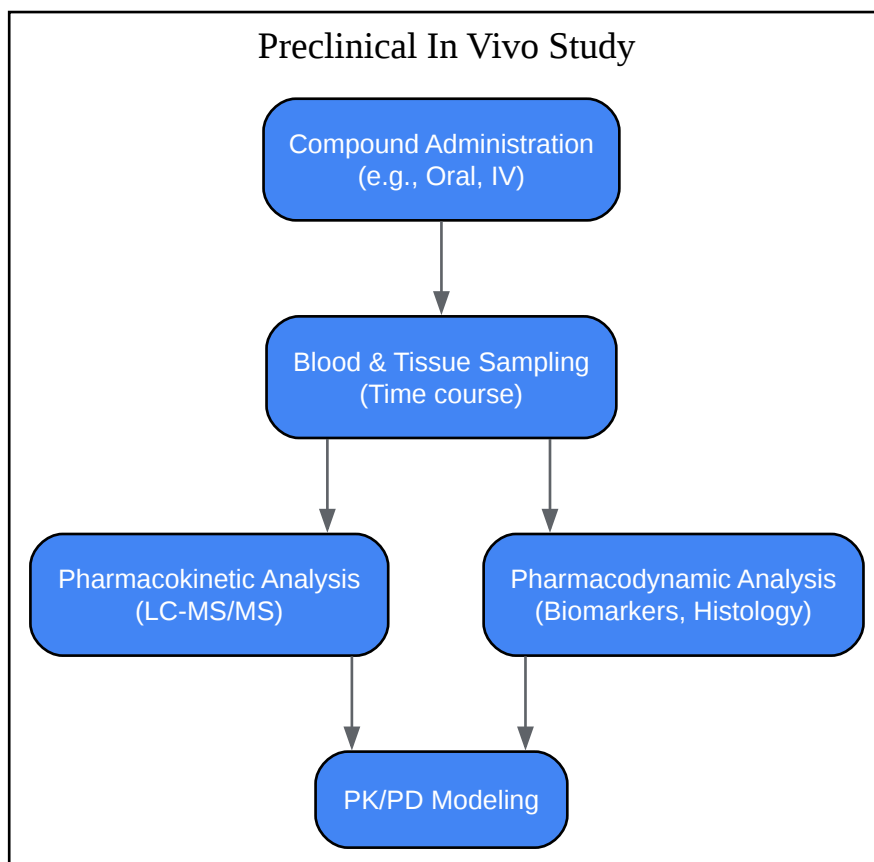 Preclinical In Vivo Study
Compound Administration
(e.g., Oral, IV)
Blood & Tissue Sampling
(Time course)
Pharmacokinetic Analysis
(LC-MS/MS)
Pharmacodynamic Analysis
(Biomarkers, Histology)
PK/PD Modeling